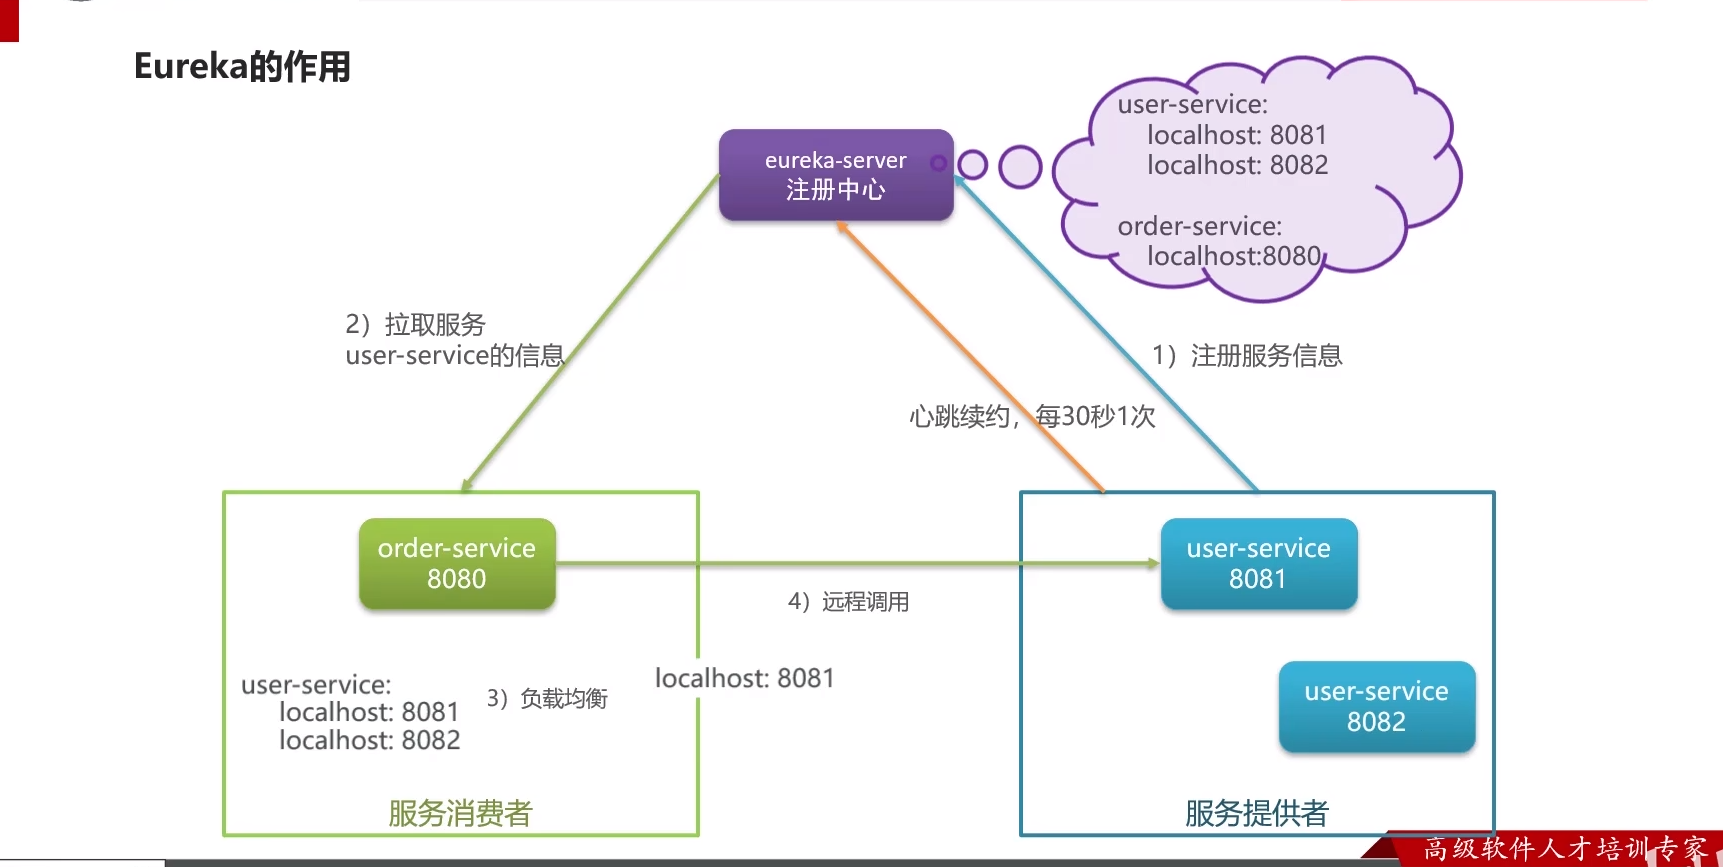 Eureka的作用
eureka-server
注册中心
user-service:
localhost: 8081
localhost: 8082
order-service:
localhost:8080
2）拉取服务
user-service的信息
1）注册服务信息
心跳续约，每30秒1次
order-service
8080
user-service
8081
4）远程调用
user-service:
localhost: 8081
localhost: 8082
3）负载均衡
localhost: 8081
user-service
8082
服务消费者
服务提供者
高级软件人才培训专家